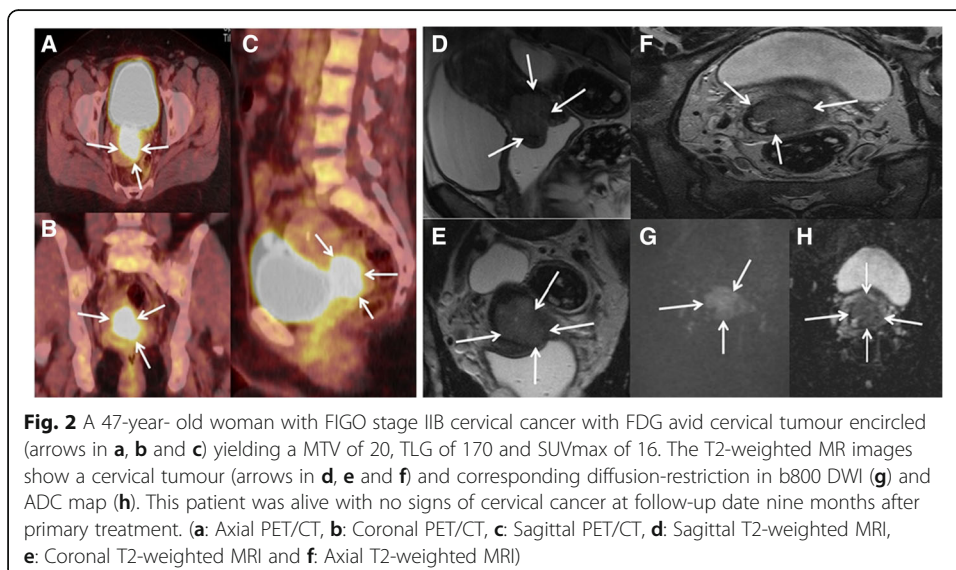 A
C
D
F
B
E
G
H
Fig. 2 A 47-year- old woman with FIGO stage IIB cervical cancer with FDG avid cervical tumour encircled
(arrows in a, b and c) yielding a MTV of 20, TLG of 170 and SUVmax of 16. The T2-weighted MR images
show a cervical tumour (arrows in d, e and f) and corresponding diffusion-restriction in b800 DWI (g) and
ADC map (h). This patient was alive with no signs of cervical cancer at follow-up date nine months after
primary treatment. (a: Axial PET/CT, b: Coronal PET/CT, c: Sagittal PET/CT, d: Sagittal T2-weighted MRI,
e: Coronal T2-weighted MRI and f: Axial T2-weighted MRI)